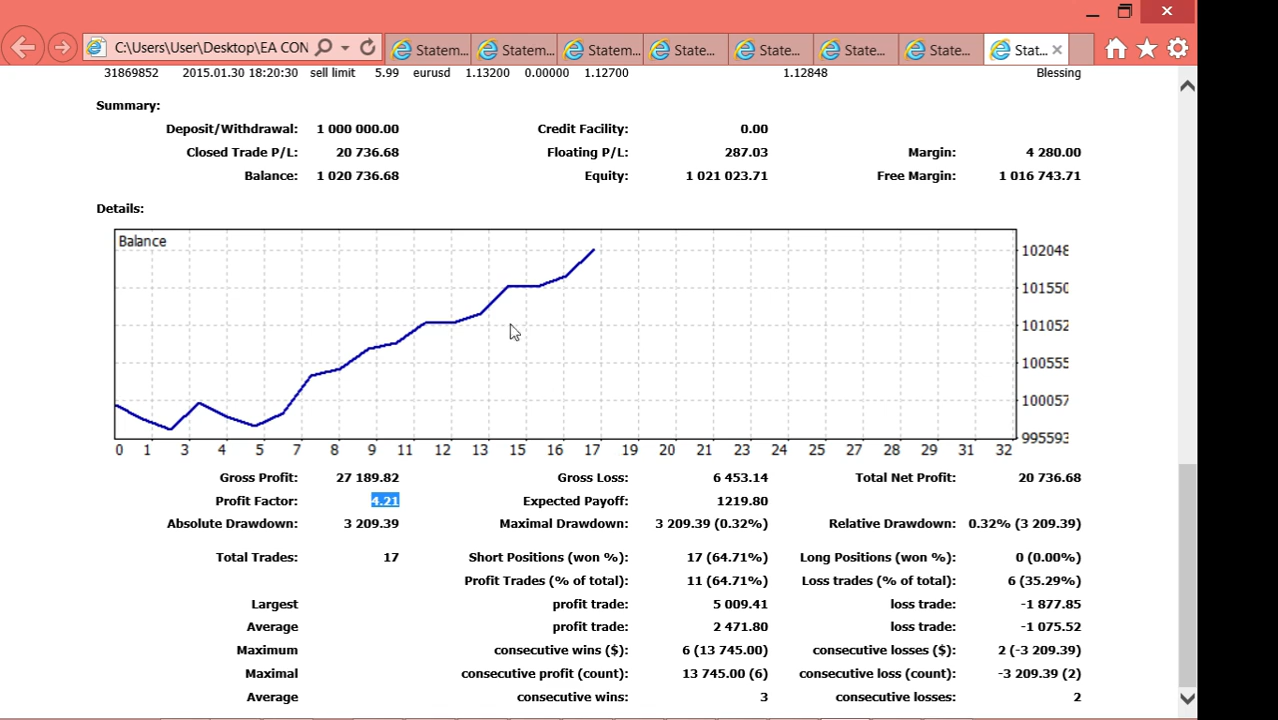 C:\Users\User\Desktop\EA CON
Statem... Statem... Statem... State... State... State... State... Stat...
31869852 2015.01.30 18:20:30 sell limit 5.99 eurusd 1.13200 0.00000 1.12700 1.12848 Blessing
Summary:
Deposit/Withdrawal: 1 000 000.00 Credit Facility: 0.00
Closed Trade P/L: 20 736.68 Floating P/L: 287.03 Margin: 4 280.00
Balance: 1 020 736.68 Equity: 1 021 023.71 Free Margin: 1 016 743.71
Details:
Balance
102048
101550
101052
100555
100057
995593
0 1 3 4 5 7 8 9 11 12 13 15 16 17 19 20 21 23 24 25 27 28 29 31 32
Gross Profit: 27 189.82 Gross Loss: 6 453.14 Total Net Profit: 20 736.68
Profit Factor: 4.21 Expected Payoff: 1219.80
Absolute Drawdown: 3 209.39 Maximal Drawdown: 3 209.39 (0.32%) Relative Drawdown: 0.32% (3 209.39)
Total Trades: 17 Short Positions (won %): 17 (64.71%) Long Positions (won %): 0 (0.00%)
Profit Trades (% of total): 11 (64.71%) Loss trades (% of total): 6 (35.29%)
Largest profit trade: 5 009.41 loss trade: -1 877.85
Average profit trade: 2 471.80 loss trade: -1 075.52
Maximum consecutive wins ($): 6 (13 745.00) consecutive losses ($): 2 (-3 209.39)
Maximal consecutive profit (count): 13 745.00 (6) consecutive loss (count): -3 209.39 (2)
Average consecutive wins: 3 consecutive losses: 2